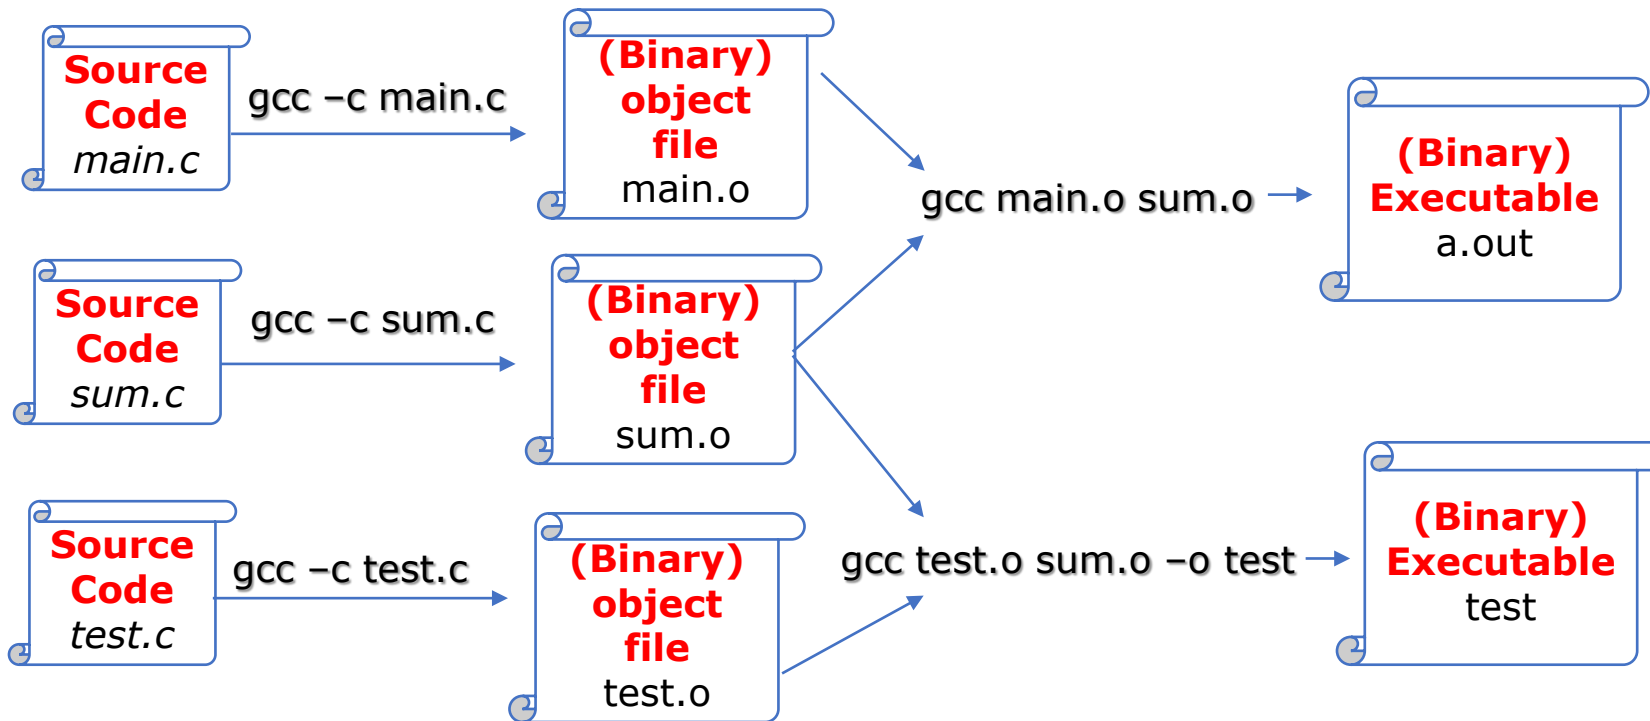 Source
Code
main.c
gcc –c main.c
(Binary)
object
file
main.o
gcc main.o sum.o
(Binary)
Executable
a.out
Source
Code
sum.c
gcc –c sum.c
(Binary)
object
file
sum.o
Source
Code
test.c
gcc –c test.c
(Binary)
object
file
test.o
gcc test.o sum.o –o test
(Binary)
Executable
test